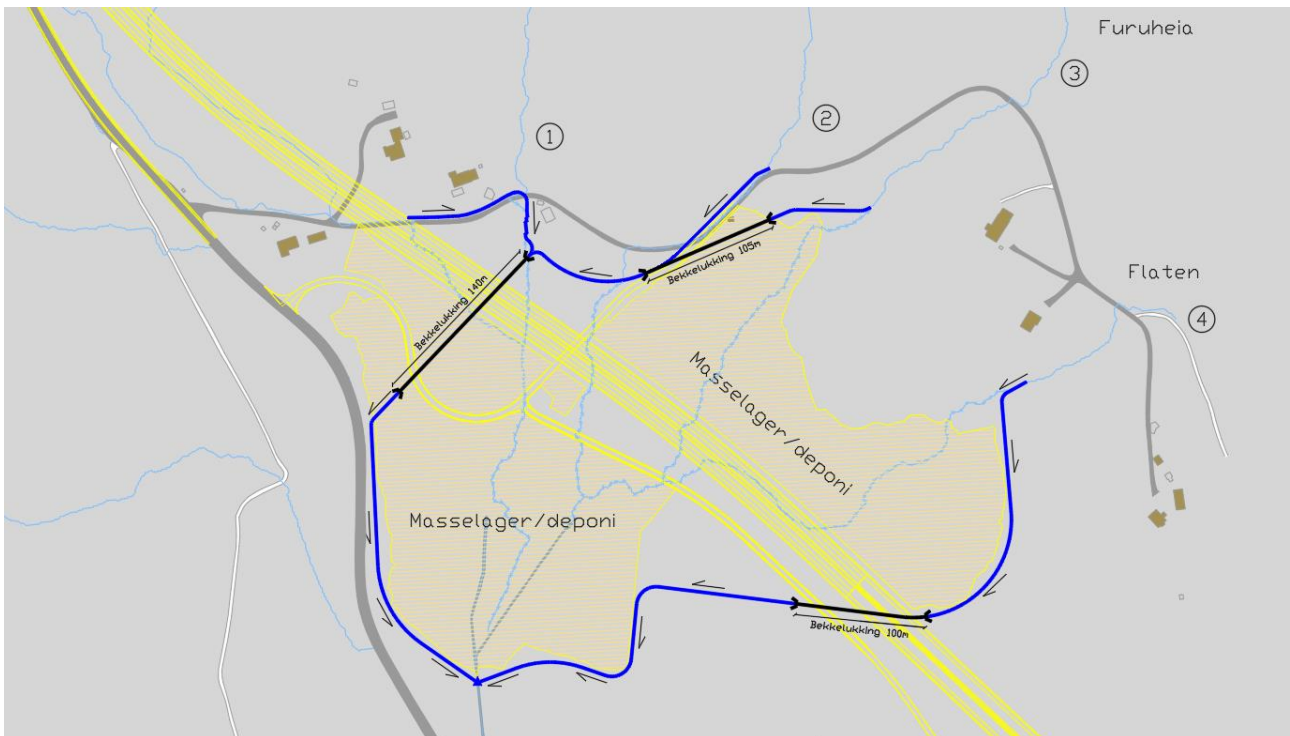 Furuheia
3
2
1
Bekkelukking 105m
Flaten
Bekkelukking 140m
4
Masselager/deponi
Masselager/deponi
Bekkelukking 100m